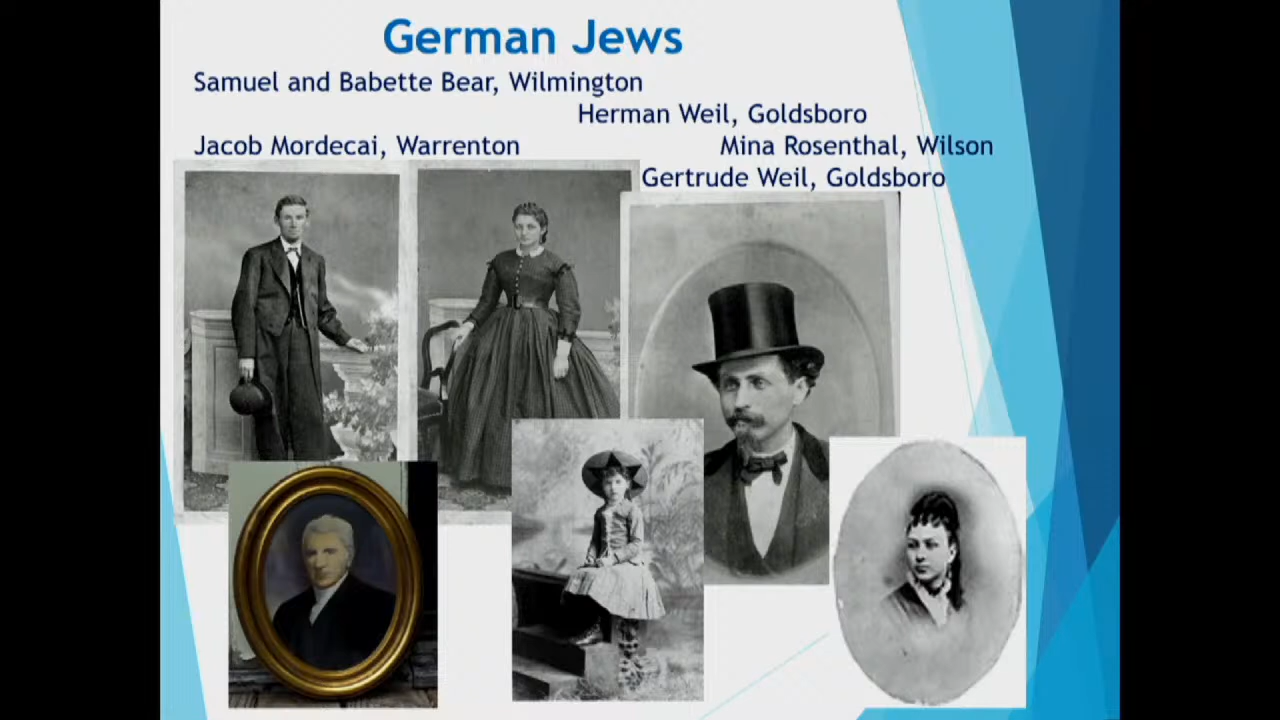 German Jews
Samuel and Babette Bear, Wilmington
Herman Weil, Goldsboro
Jacob Mordecai, Warrenton
Mina Rosenthal, Wilson
Gertrude Weil, Goldsboro